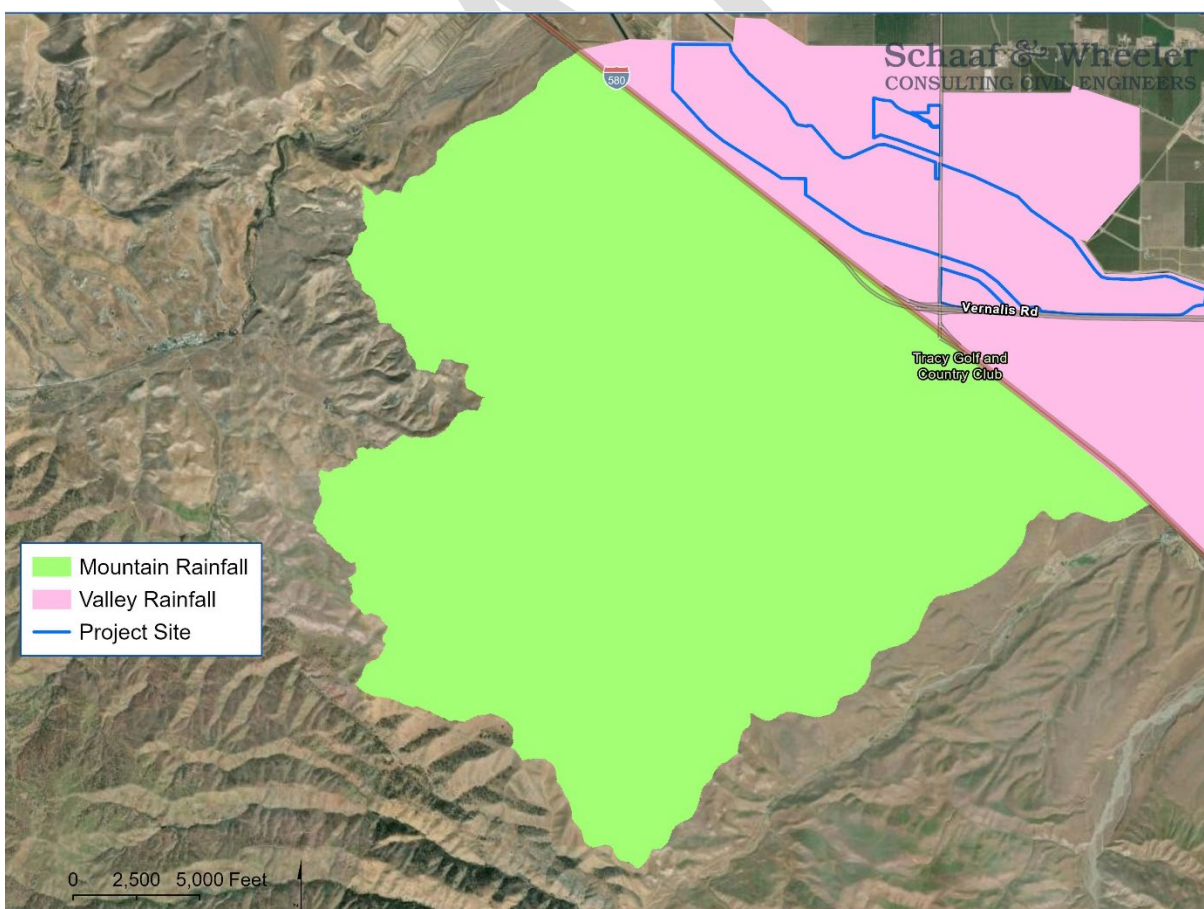 Schaaf & Wheeler
CONSULTING CIVIL ENGINEERS
580
Vernalis Rd
Tracy Golf and
Country Club
Mountain Rainfall
Valley Rainfall
Project Site
0 2,500 5,000 Feet